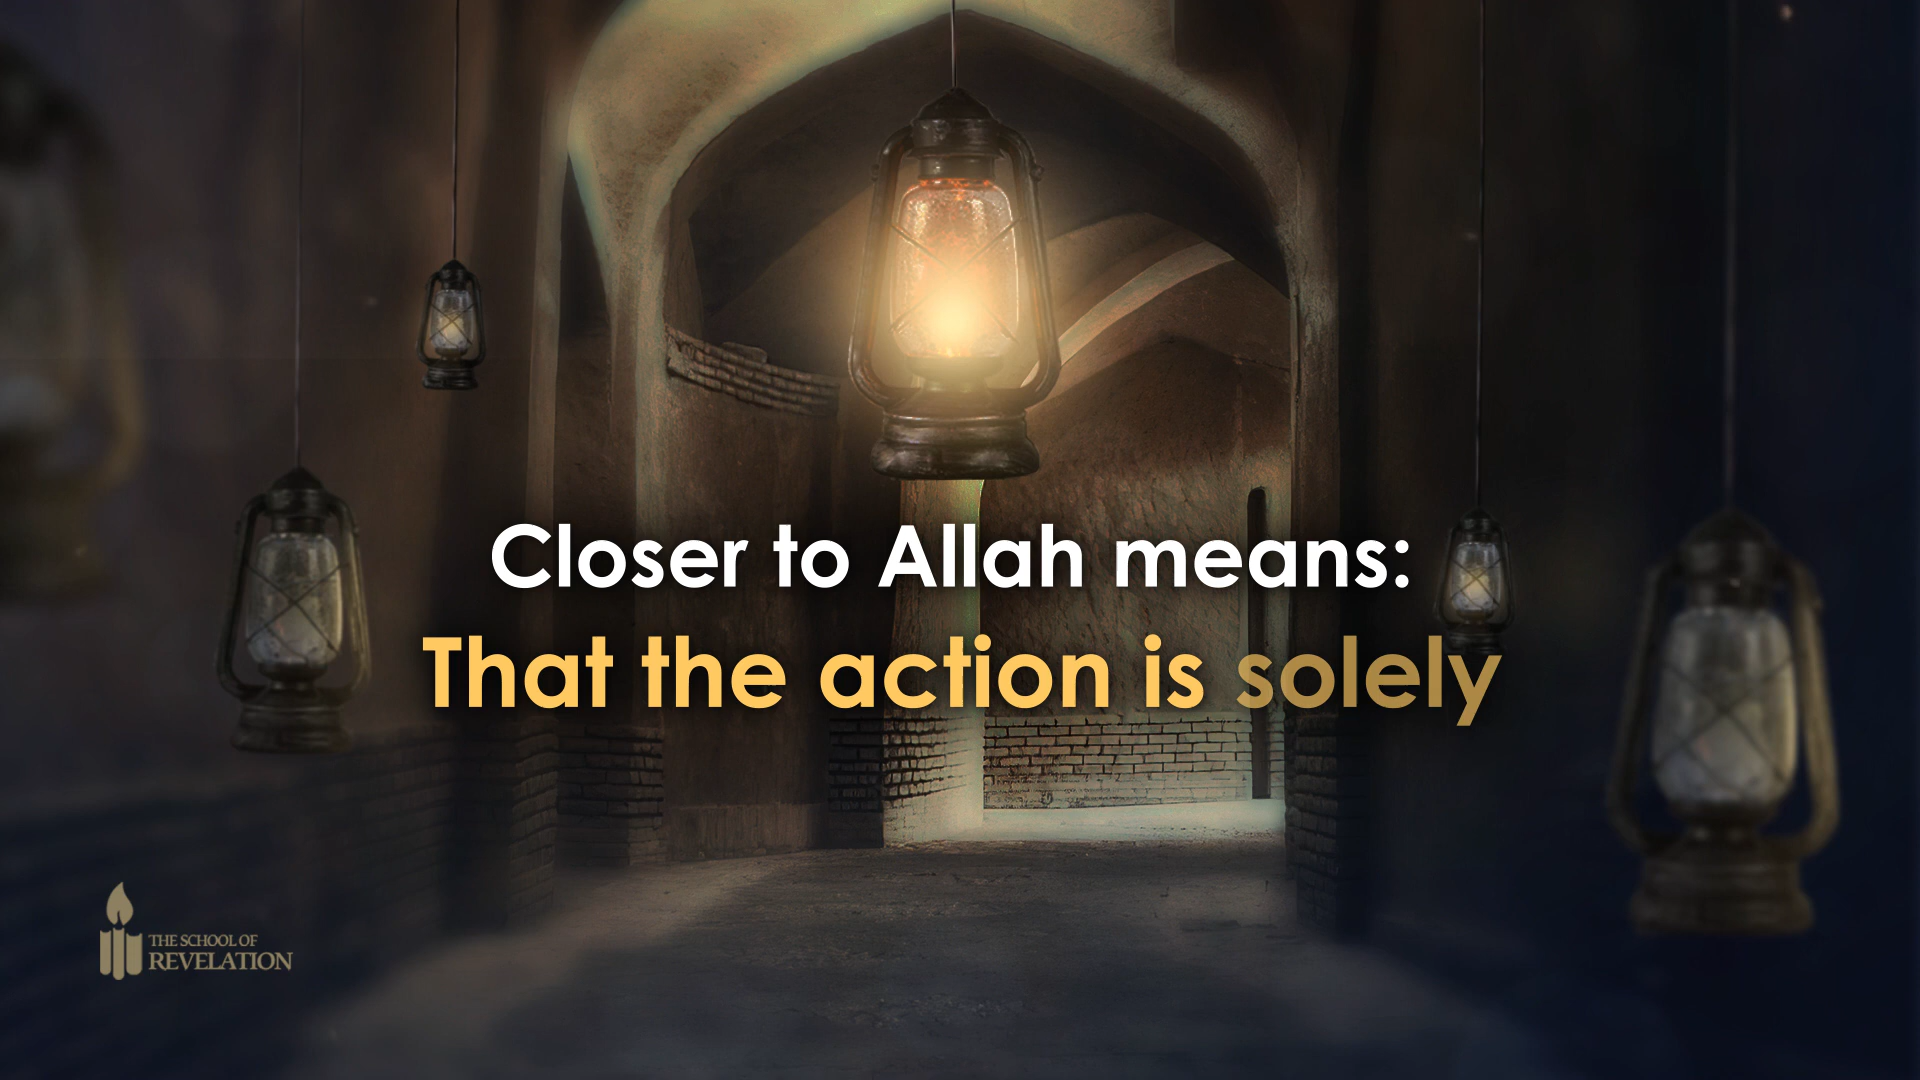 Closer to Allah means:
That the action is solely
THE SCHOOL OF
REVELATION